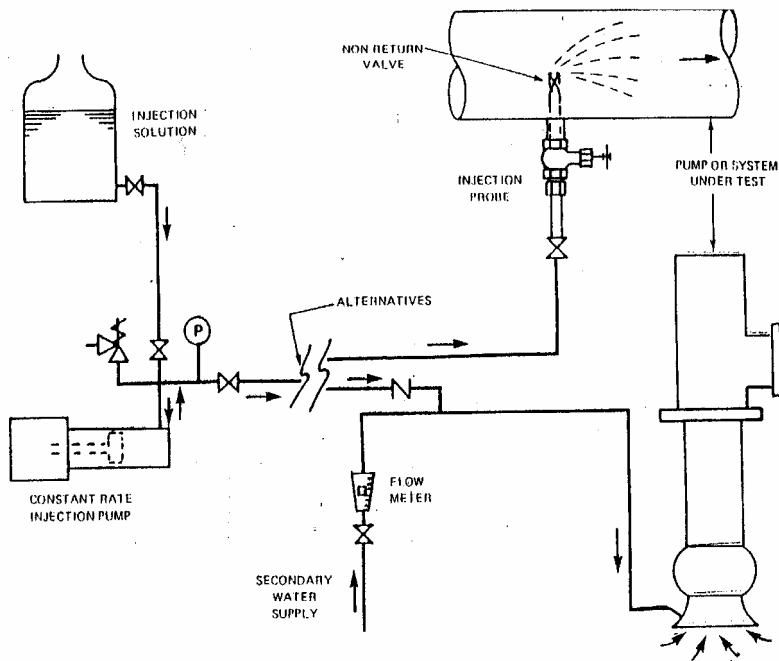 NON RETURN
VALVE
INJECTION
SOLUTION
INJECTION
PROBE
PUMP OR SYSTEM
UNDER TEST
ALTERNATIVES
P
CONSTANT RATE
INJECTION PUMP
FLOW
METER
SECONDARY
WATER
SUPPLY